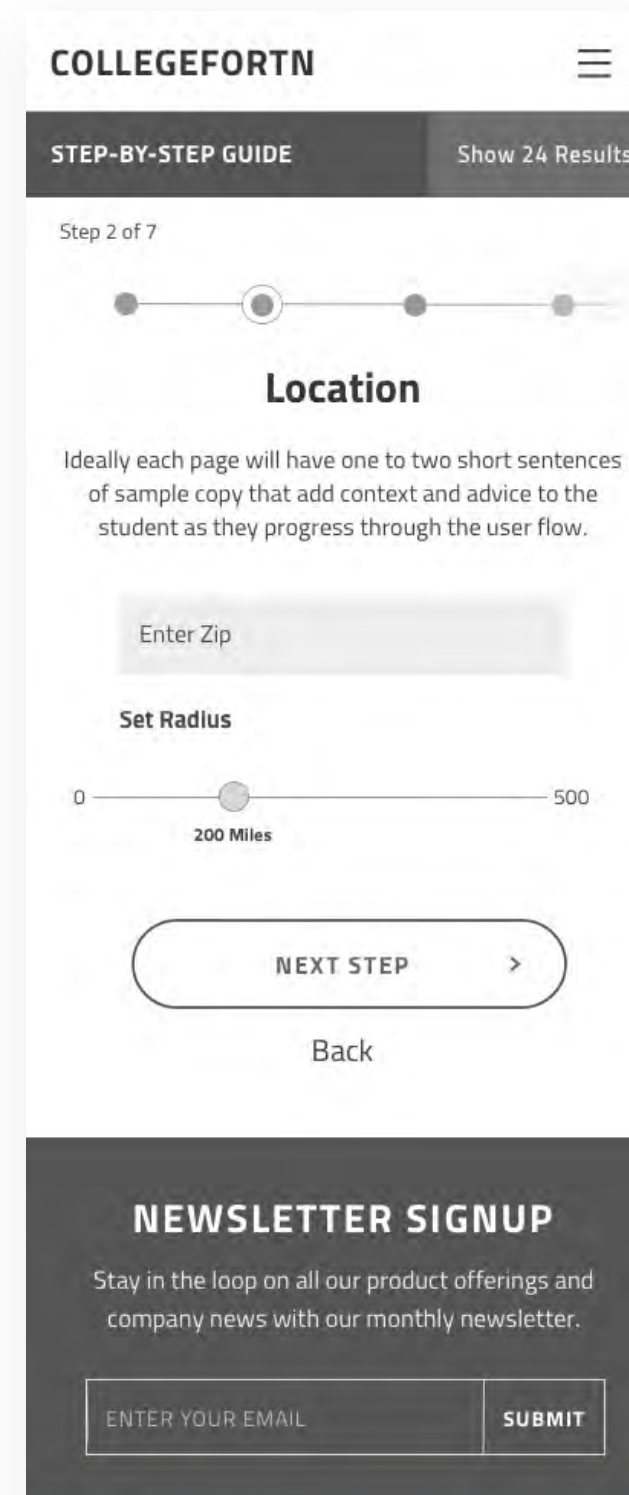 COLLEGEFORTN
STEP-BY-STEP GUIDE Show 24 Results
Step 2 of 7
Location
Ideally each page will have one to two short sentences
of sample copy that add context and advice to the
student as they progress through the user flow.
Enter Zip
Set Radius
0 500
200 Miles
NEXT STEP >
Back
NEWSLETTER SIGNUP
Stay in the loop on all our product offerings and
company news with our monthly newsletter.
ENTER YOUR EMAIL SUBMIT